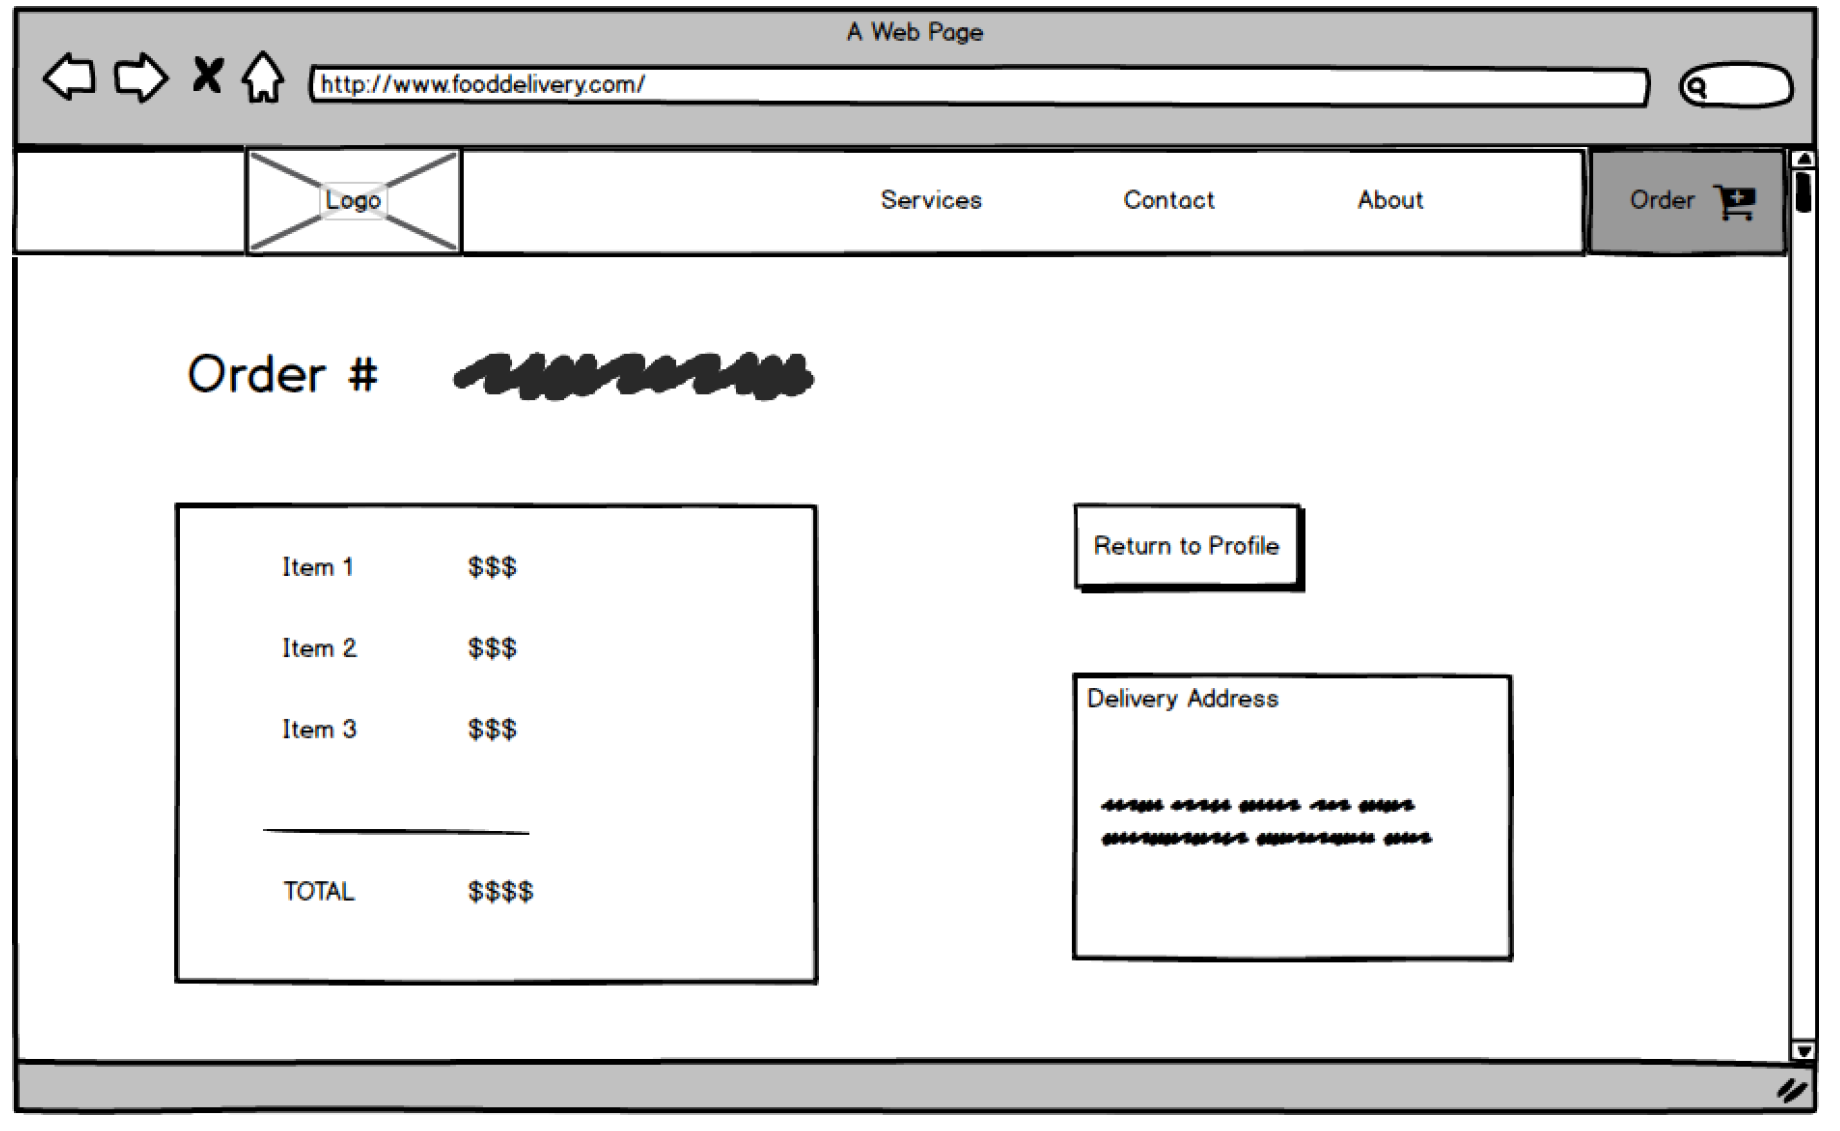 A Web Page
http://www.fooddelivery.com/
Logo
Services Contact About Order
Order #
Item 1 $$$
Item 2 $$$
Item 3 $$$
TOTAL $$$$
Return to Profile
Delivery Address